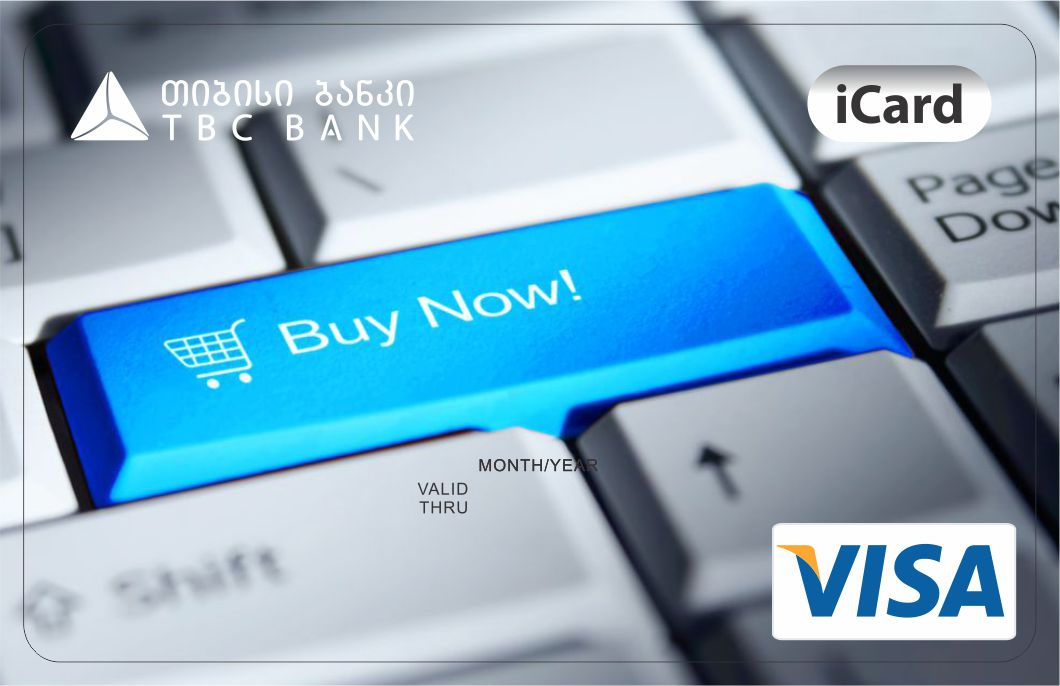 თიბისი ბანკი
TBC BANK
iCard
\
Page
Dow
]
Buy Now!
MONTH/YEAR
VALID
THRU
Shift
VISA